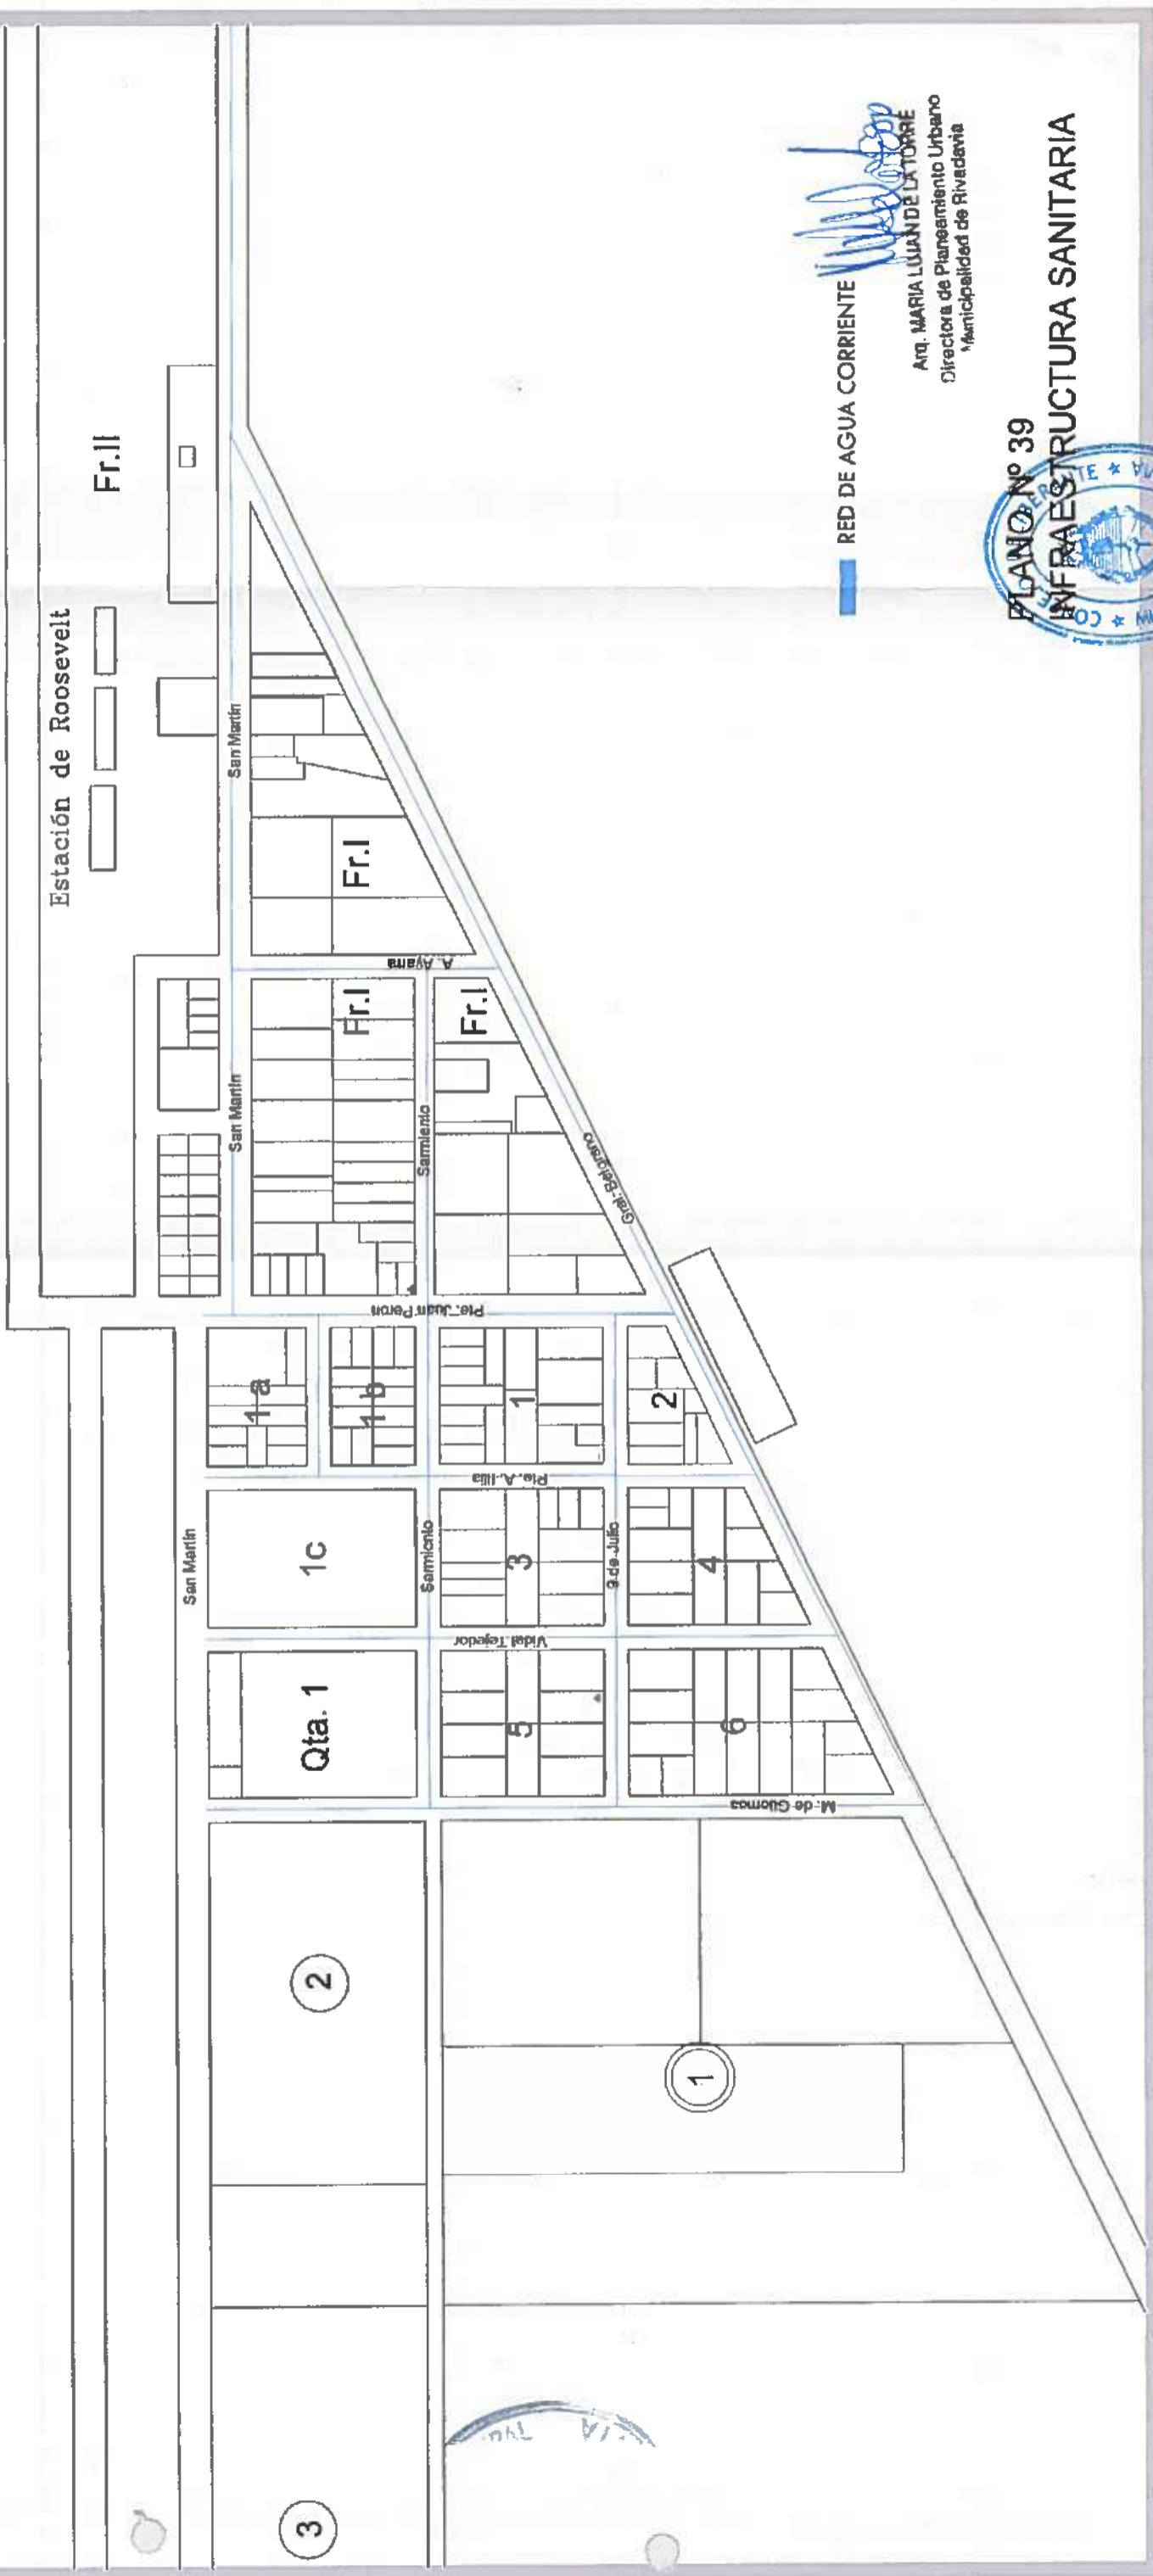 Estación de Roosevelt
Fr.II
San Martín
San Martín
San Martín
Fr.I
Fr.I
Fr.I
A. Ayarra
Sarmiento
Sarmiento
Gral. Belgrano
Pte. Juan Perón
Pte. A. Illia
9 de Julio
Vidal Tejedor
M. de Güemes
1a
1b
1c
1
2
3
4
5
6
Qta. 1
2
1
3
RED DE AGUA CORRIENTE
Arq. MARIA LUJAN DE LA TORRE
Directora de Planeamiento Urbano
Municipalidad de Rivadavia
PLANO Nº 39
INFRAESTRUCTURA SANITARIA